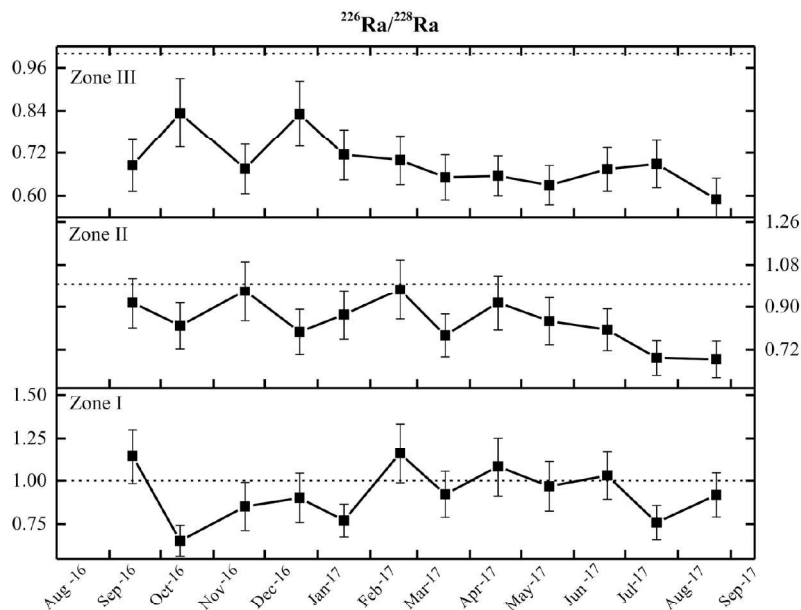 ²²⁶Ra/²²⁸Ra
Zone III
0.96
0.84
0.72
0.60
Zone II
1.26
1.08
0.90
0.72
Zone I
1.50
1.25
1.00
0.75
Aug-16
Sep-16
Oct-16
Nov-16
Dec-16
Jan-17
Feb-17
Mar-17
Apr-17
May-17
Jun-17
Jul-17
Aug-17
Sep-17